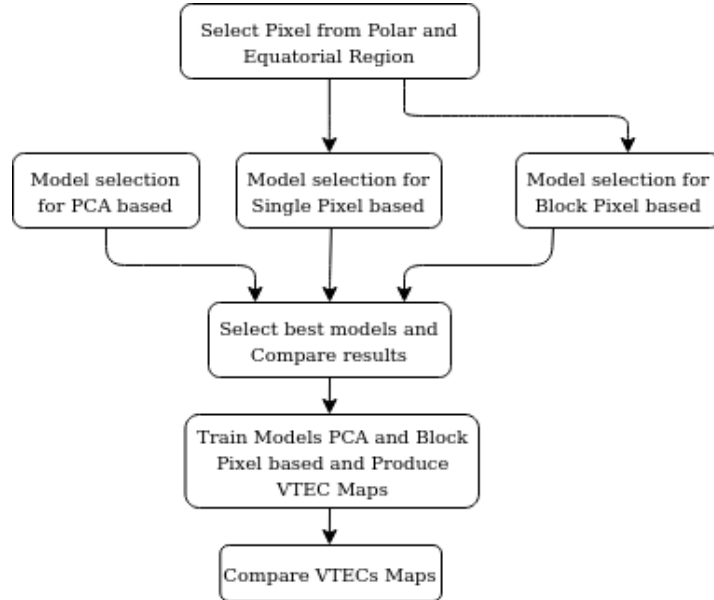 Select Pixel from Polar and
Equatorial Region
Model selection
for PCA based
Model selection for
Single Pixel based
Model selection for
Block Pixel based
Select best models and
Compare results
Train Models PCA and Block
Pixel based and Produce
VTEC Maps
Compare VTECs Maps